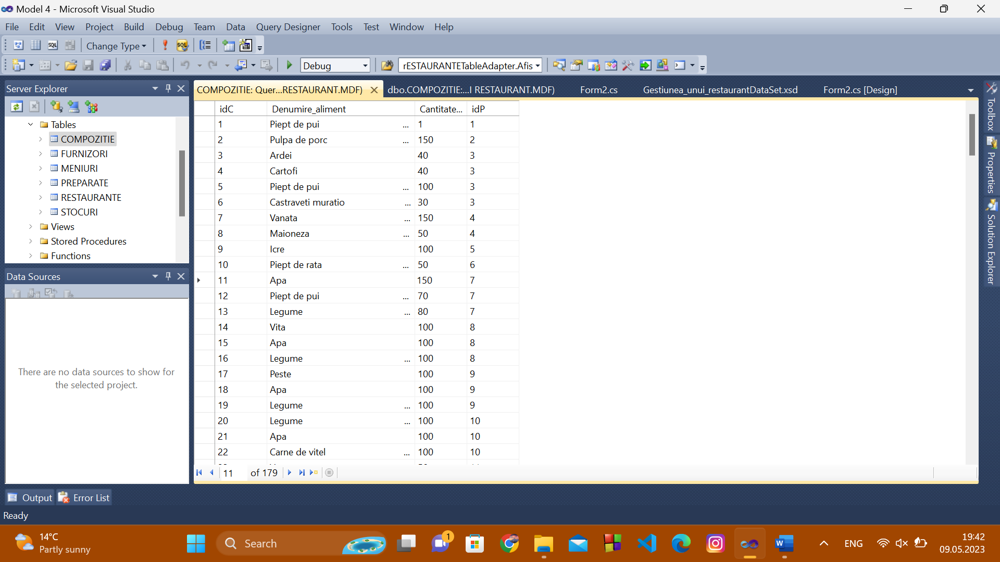 Model 4 - Microsoft Visual Studio
File Edit View Project Build Debug Team Data Query Designer Tools Test Window Help
SQL Change Type SQL
Debug rESTAURANTETableAdapter.Afis
Server Explorer
Tables
COMPOZITIE
FURNIZORI
MENIURI
PREPARATE
RESTAURANTE
STOCURI
Views
Stored Procedures
Functions
Data Sources
There are no data sources to show for
the selected project.
COMPOZITIE: Quer...RESTAURANT.MDF) dbo.COMPOZITIE:...I RESTAURANT.MDF) Form2.cs Gestiunea_unui_restaurantDataSet.xsd Form2.cs [Design]
idC Denumire_aliment Cantitate... idP
1 Piept de pui ... 1 1
2 Pulpa de porc ... 150 2
3 Ardei 40 3
4 Cartofi 40 3
5 Piept de pui ... 100 3
6 Castraveti muratio ... 30 3
7 Vanata ... 150 4
8 Maioneza ... 50 4
9 Icre 100 5
10 Piept de rata ... 50 6
11 Apa 150 7
12 Piept de pui ... 70 7
13 Legume ... 80 7
14 Vita 100 8
15 Apa 100 8
16 Legume ... 100 8
17 Peste 100 9
18 Apa 100 9
19 Legume ... 100 9
20 Legume ... 100 10
21 Apa 100 10
22 Carne de vitel ... 100 10
11 of 179
Toolbox
Properties
Solution Explorer
Output Error List
Ready
14°C
Partly sunny
Search
1
ENG
19:42
09.05.2023